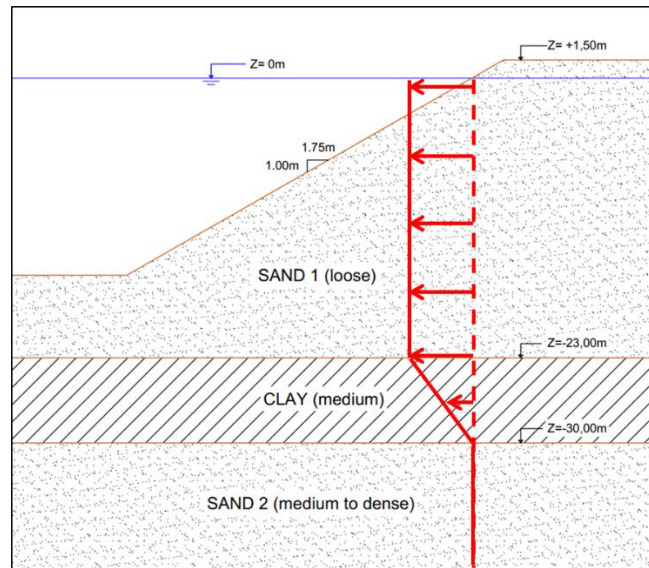 Z= +1,50m
Z= 0m
1.75m
1.00m
SAND 1 (loose)
Z=-23,00m
CLAY (medium)
Z=-30,00m
SAND 2 (medium to dense)